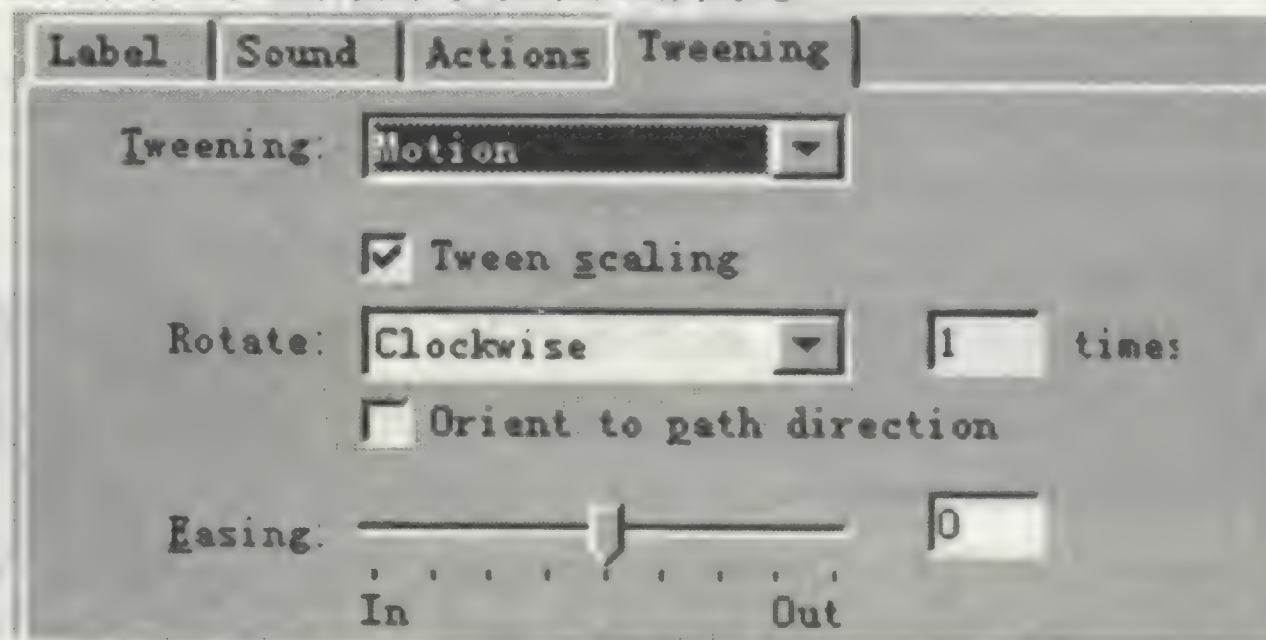 Label Sound Actions Tweening
Tweening: Motion
Tween scaling
Rotate: Clockwise 1 times
Orient to path direction
Easing: 0
In Out